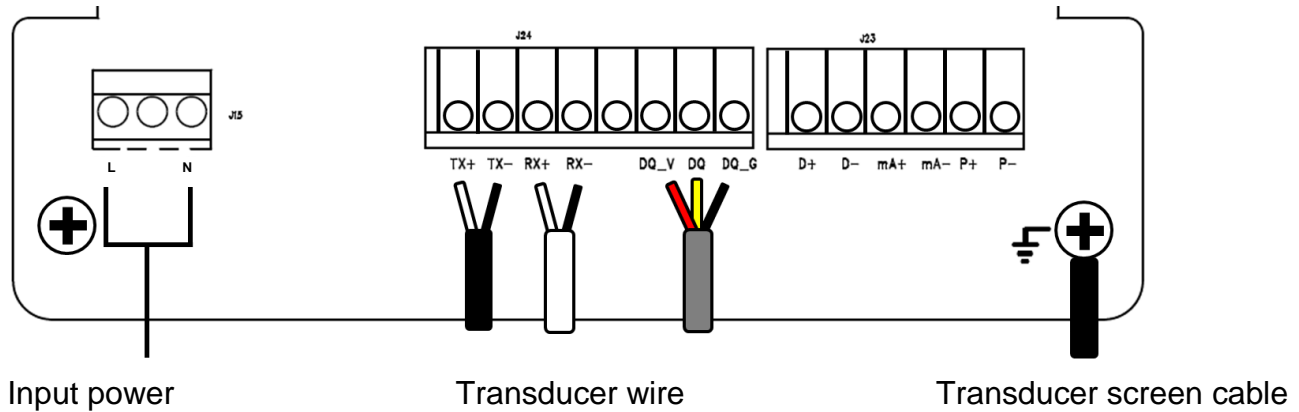 J24
J23
J15
L N
TX+ TX− RX+ RX− DQ_V DQ DQ_G
D+ D− mA+ mA− P+ P−
Input power
Transducer wire
Transducer screen cable